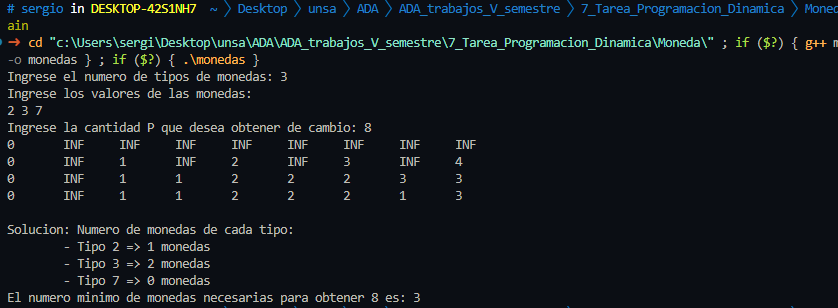 # sergio in DESKTOP-42S1NH7 ~ > Desktop > unsa > ADA > ADA_trabajos_V_semestre > 7_Tarea_Programacion_Dinamica > Moned
ain
→ cd "c:\Users\sergi\Desktop\unsa\ADA\ADA_trabajos_V_semestre\7_Tarea_Programacion_Dinamica\Moneda\" ; if ($?) { g++ m
-o monedas } ; if ($?) { .\monedas }
Ingrese el numero de tipos de monedas: 3
Ingrese los valores de las monedas:
2 3 7
Ingrese la cantidad P que desea obtener de cambio: 8
0 INF INF INF INF INF INF INF INF
0 INF 1 INF 2 INF 3 INF 4
0 INF 1 1 2 2 2 3 3
0 INF 1 1 2 2 2 1 3
Solucion: Numero de monedas de cada tipo:
- Tipo 2 => 1 monedas
- Tipo 3 => 2 monedas
- Tipo 7 => 0 monedas
El numero minimo de monedas necesarias para obtener 8 es: 3